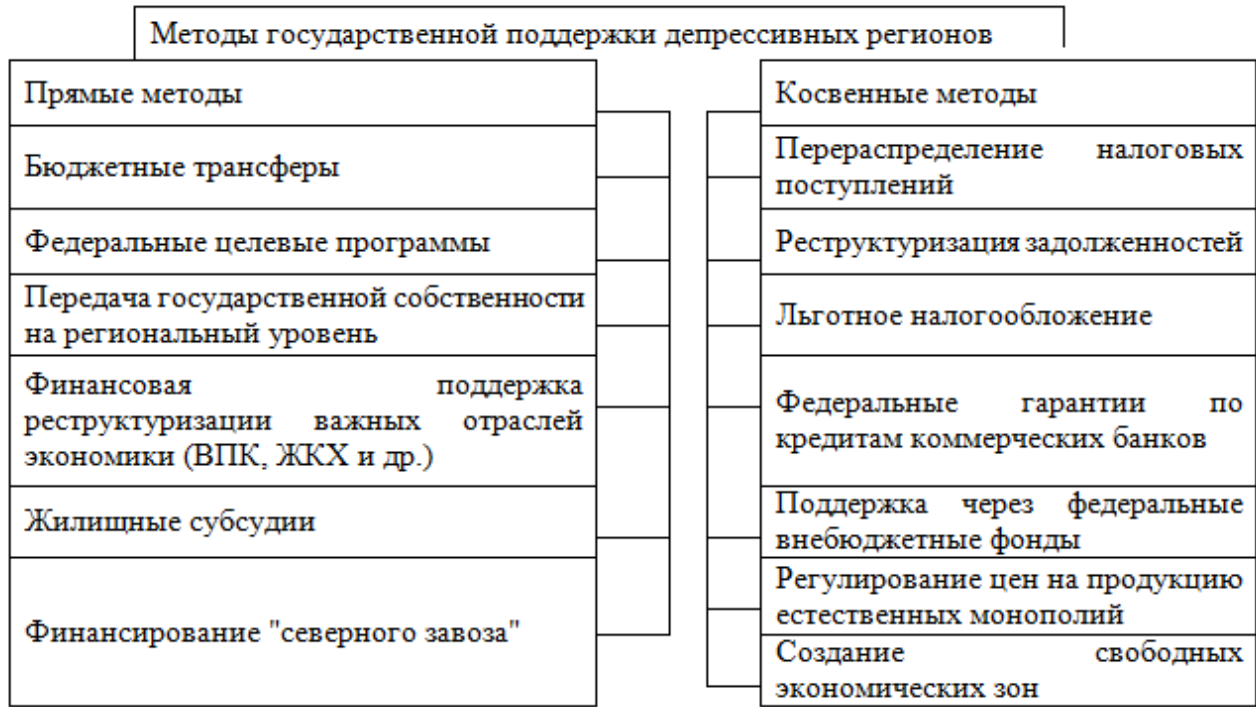 Методы государственной поддержки депрессивных регионов
Прямые методы
Бюджетные трансферы
Федеральные целевые программы
Передача государственной собственности
на региональный уровень
Финансовая поддержка
реструктуризации важных отраслей
экономики (ВПК, ЖКХ и др.)
Жилищные субсудии
Финансирование "северного завоза"
Косвенные методы
Перераспределение налоговых
поступлений
Реструктуризация задолженностей
Льготное налогообложение
Федеральные гарантии по
кредитам коммерческих банков
Поддержка через федеральные
внебюджетные фонды
Регулирование цен на продукцию
естественных монополий
Создание свободных
экономических зон